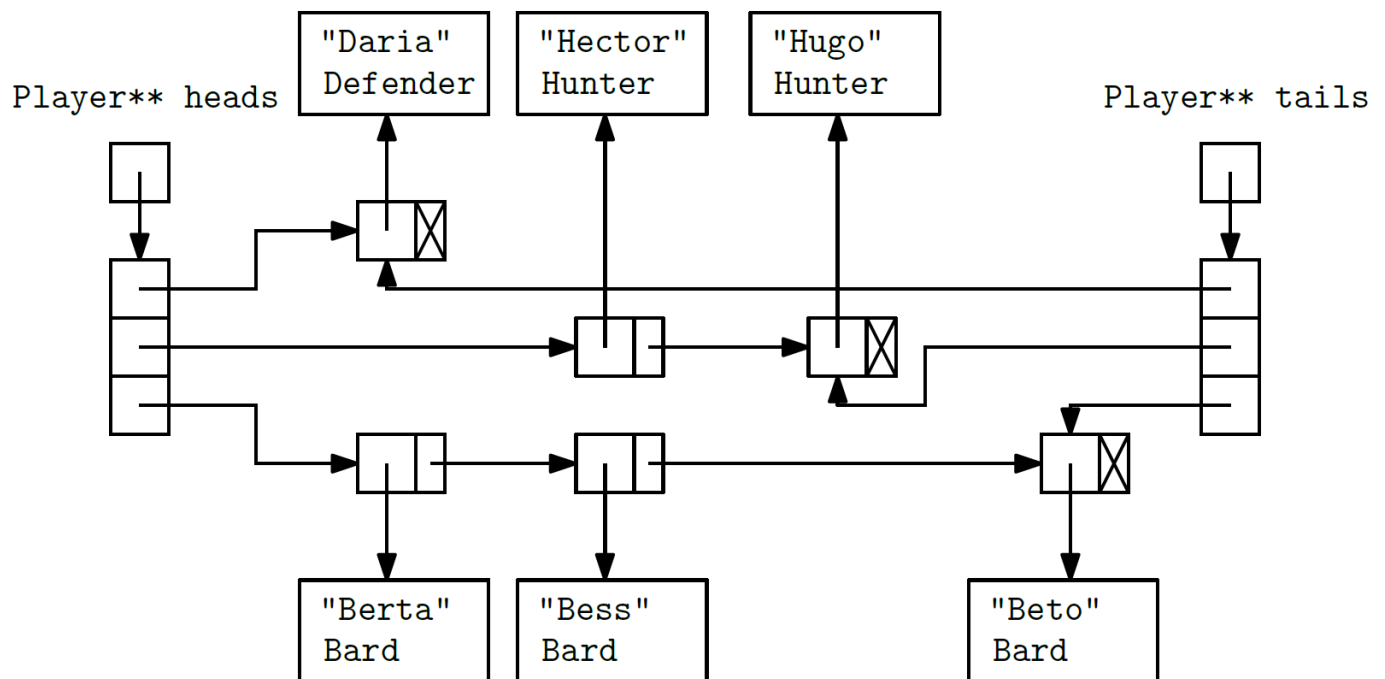 "Daria"
Defender
"Hector"
Hunter
"Hugo"
Hunter
Player** heads
Player** tails
"Berta"
Bard
"Bess"
Bard
"Beto"
Bard